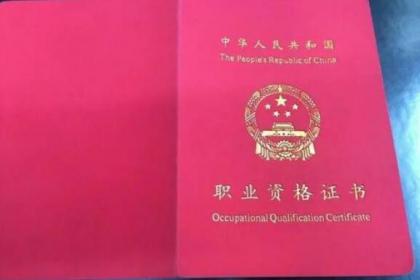 中华人民共和国
The People's Republic of China
职业资格证书
Occupational Qualification Certificate